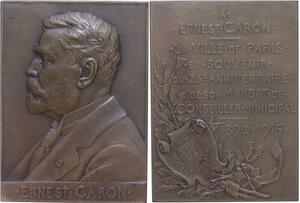 ·ERNEST·CARON·
·A·
ERNEST·CARON·
·LA·VILLE·DE·PARIS
EN·SOUVENIR·
DU·25E·ANNIVERSAIRE
DE·SON·MANDAT·DE
CONSEILLER·MUNICIPAL
1890·1915·